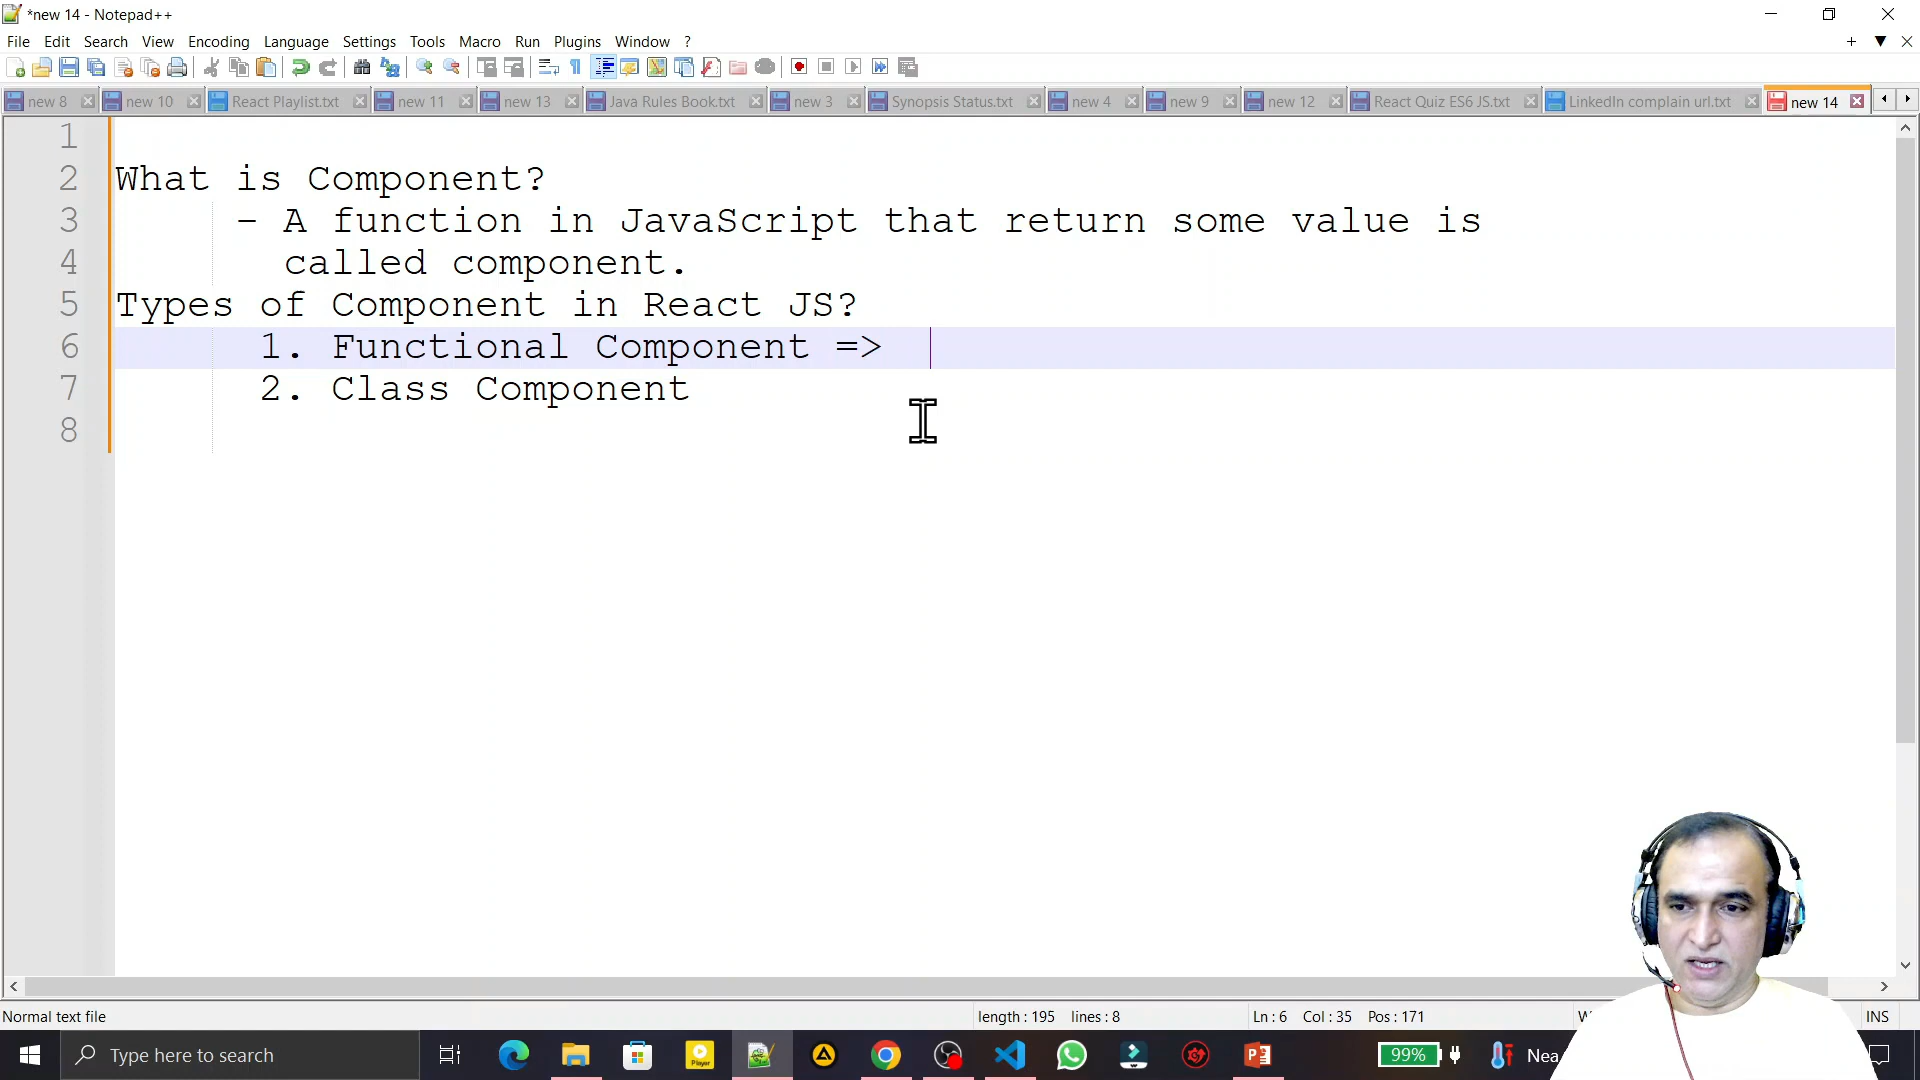 *new 14 - Notepad++
File Edit Search View Encoding Language Settings Tools Macro Run Plugins Window ?
new 8 new 10 React Playlist.txt new 11 new 13 Java Rules Book.txt new 3 Synopsis Status.txt new 4 new 9 new 12 React Quiz ES6 JS.txt LinkedIn complain url.txt new 14
1
2 What is Component?
3 - A function in JavaScript that return some value is
4 called component.
5 Types of Component in React JS?
6 1. Functional Component =>
7 2. Class Component
8
Normal text file length : 195 lines : 8 Ln : 6 Col : 35 Pos : 171 INS
Type here to search 99%